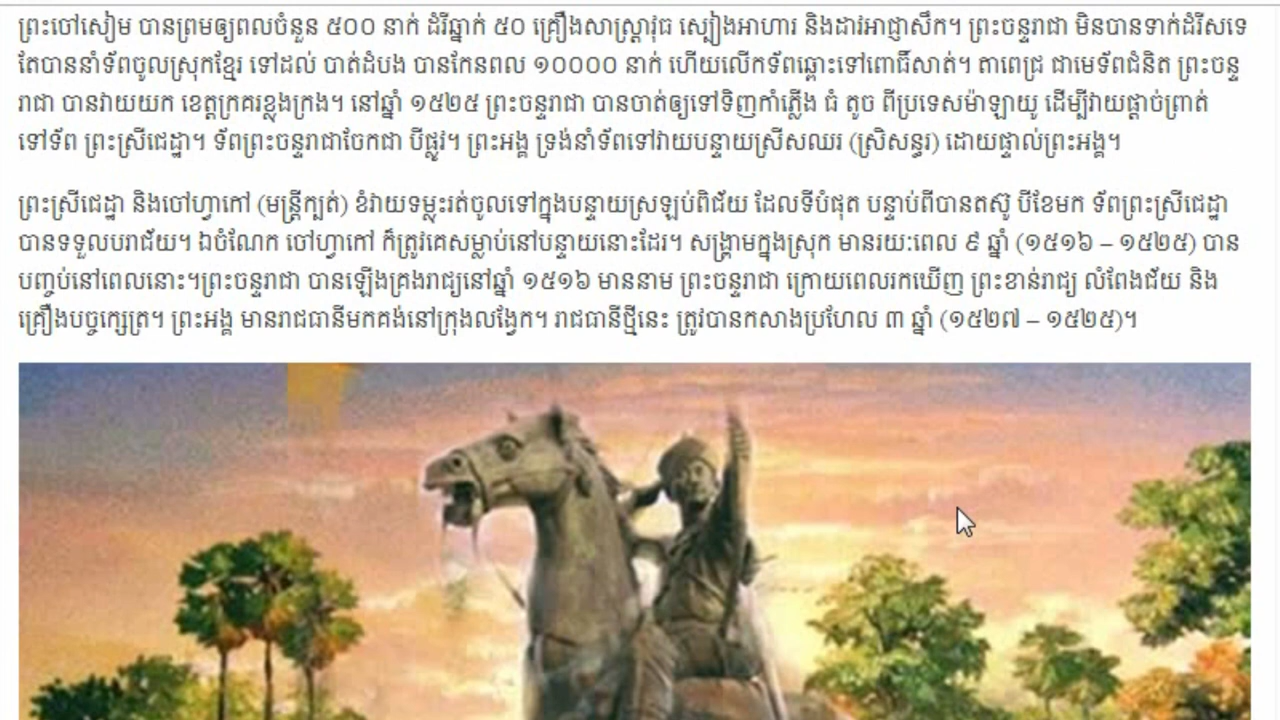 ព្រះចៅសៀម បានព្រមឲ្យពលចំនួន ៥០០ នាក់ ដំរីឆ្នាក់ ៥០ គ្រឿងសាស្ត្រាវុធ ស្បៀងអាហារ និងដាវអាជ្ញាសឹក។ ព្រះចន្ទរាជា មិនបានទាក់ដំរីសទេ
តែបាននាំទ័ពចូលស្រុកខ្មែរ ទៅដល់ បាត់ដំបង បានកែនពល ១០០០០ នាក់ ហើយលើកទ័ពឆ្ពោះទៅពោធិ៍សាត់។ តាពេជ្រ ជាមេទ័ពជំនិត ព្រះចន្ទ
រាជា បានវាយយក ខេត្តក្រគរខ្លុងក្រង។ នៅឆ្នាំ ១៥២៥ ព្រះចន្ទរាជា បានចាត់ឲ្យទៅទិញកាំភ្លើង ធំ តូច ពីប្រទេសម៉ាឡាយូ ដើម្បីវាយផ្តាច់ព្រាត់
ទៅទ័ព ព្រះស្រីជេដ្ឋា។ ទ័ពព្រះចន្ទរាជាចែកជា បីផ្លូវ។ ព្រះអង្គ ទ្រង់នាំទ័ពទៅវាយបន្ទាយស្រីសឈរ (ស្រិសន្ធរ) ដោយផ្ទាល់ព្រះអង្គ។
ព្រះស្រីជេដ្ឋា និងចៅហ្វាកៅ (មន្ត្រីក្បត់) ខំវាយទម្លុះរត់ចូលទៅក្នុងបន្ទាយស្រឡប់ពិជ័យ ដែលទីបំផុត បន្ទាប់ពីបានតស៊ូ បីខែមក ទ័ពព្រះស្រីជេដ្ឋា
បានទទួលបរាជ័យ។ ឯចំណែក ចៅហ្វាកៅ ក៏ត្រូវគេសម្លាប់នៅបន្ទាយនោះដែរ។ សង្គ្រាមក្នុងស្រុក មានរយៈពេល ៩ ឆ្នាំ (១៥១៦ – ១៥២៥) បាន
បញ្ចប់នៅពេលនោះ។ព្រះចន្ទរាជា បានឡើងគ្រងរាជ្យនៅឆ្នាំ ១៥១៦ មាននាម ព្រះចន្ទរាជា ក្រោយពេលរកឃើញ ព្រះខាន់រាជ្យ លំពែងជ័យ និង
គ្រឿងបច្ចក្សេត្រ។ ព្រះអង្គ មានរាជធានីមកគង់នៅក្រុងលង្វែក។ រាជធានីថ្មីនេះ ត្រូវបានកសាងប្រហែល ៣ ឆ្នាំ (១៥២៧ – ១៥២៥)។